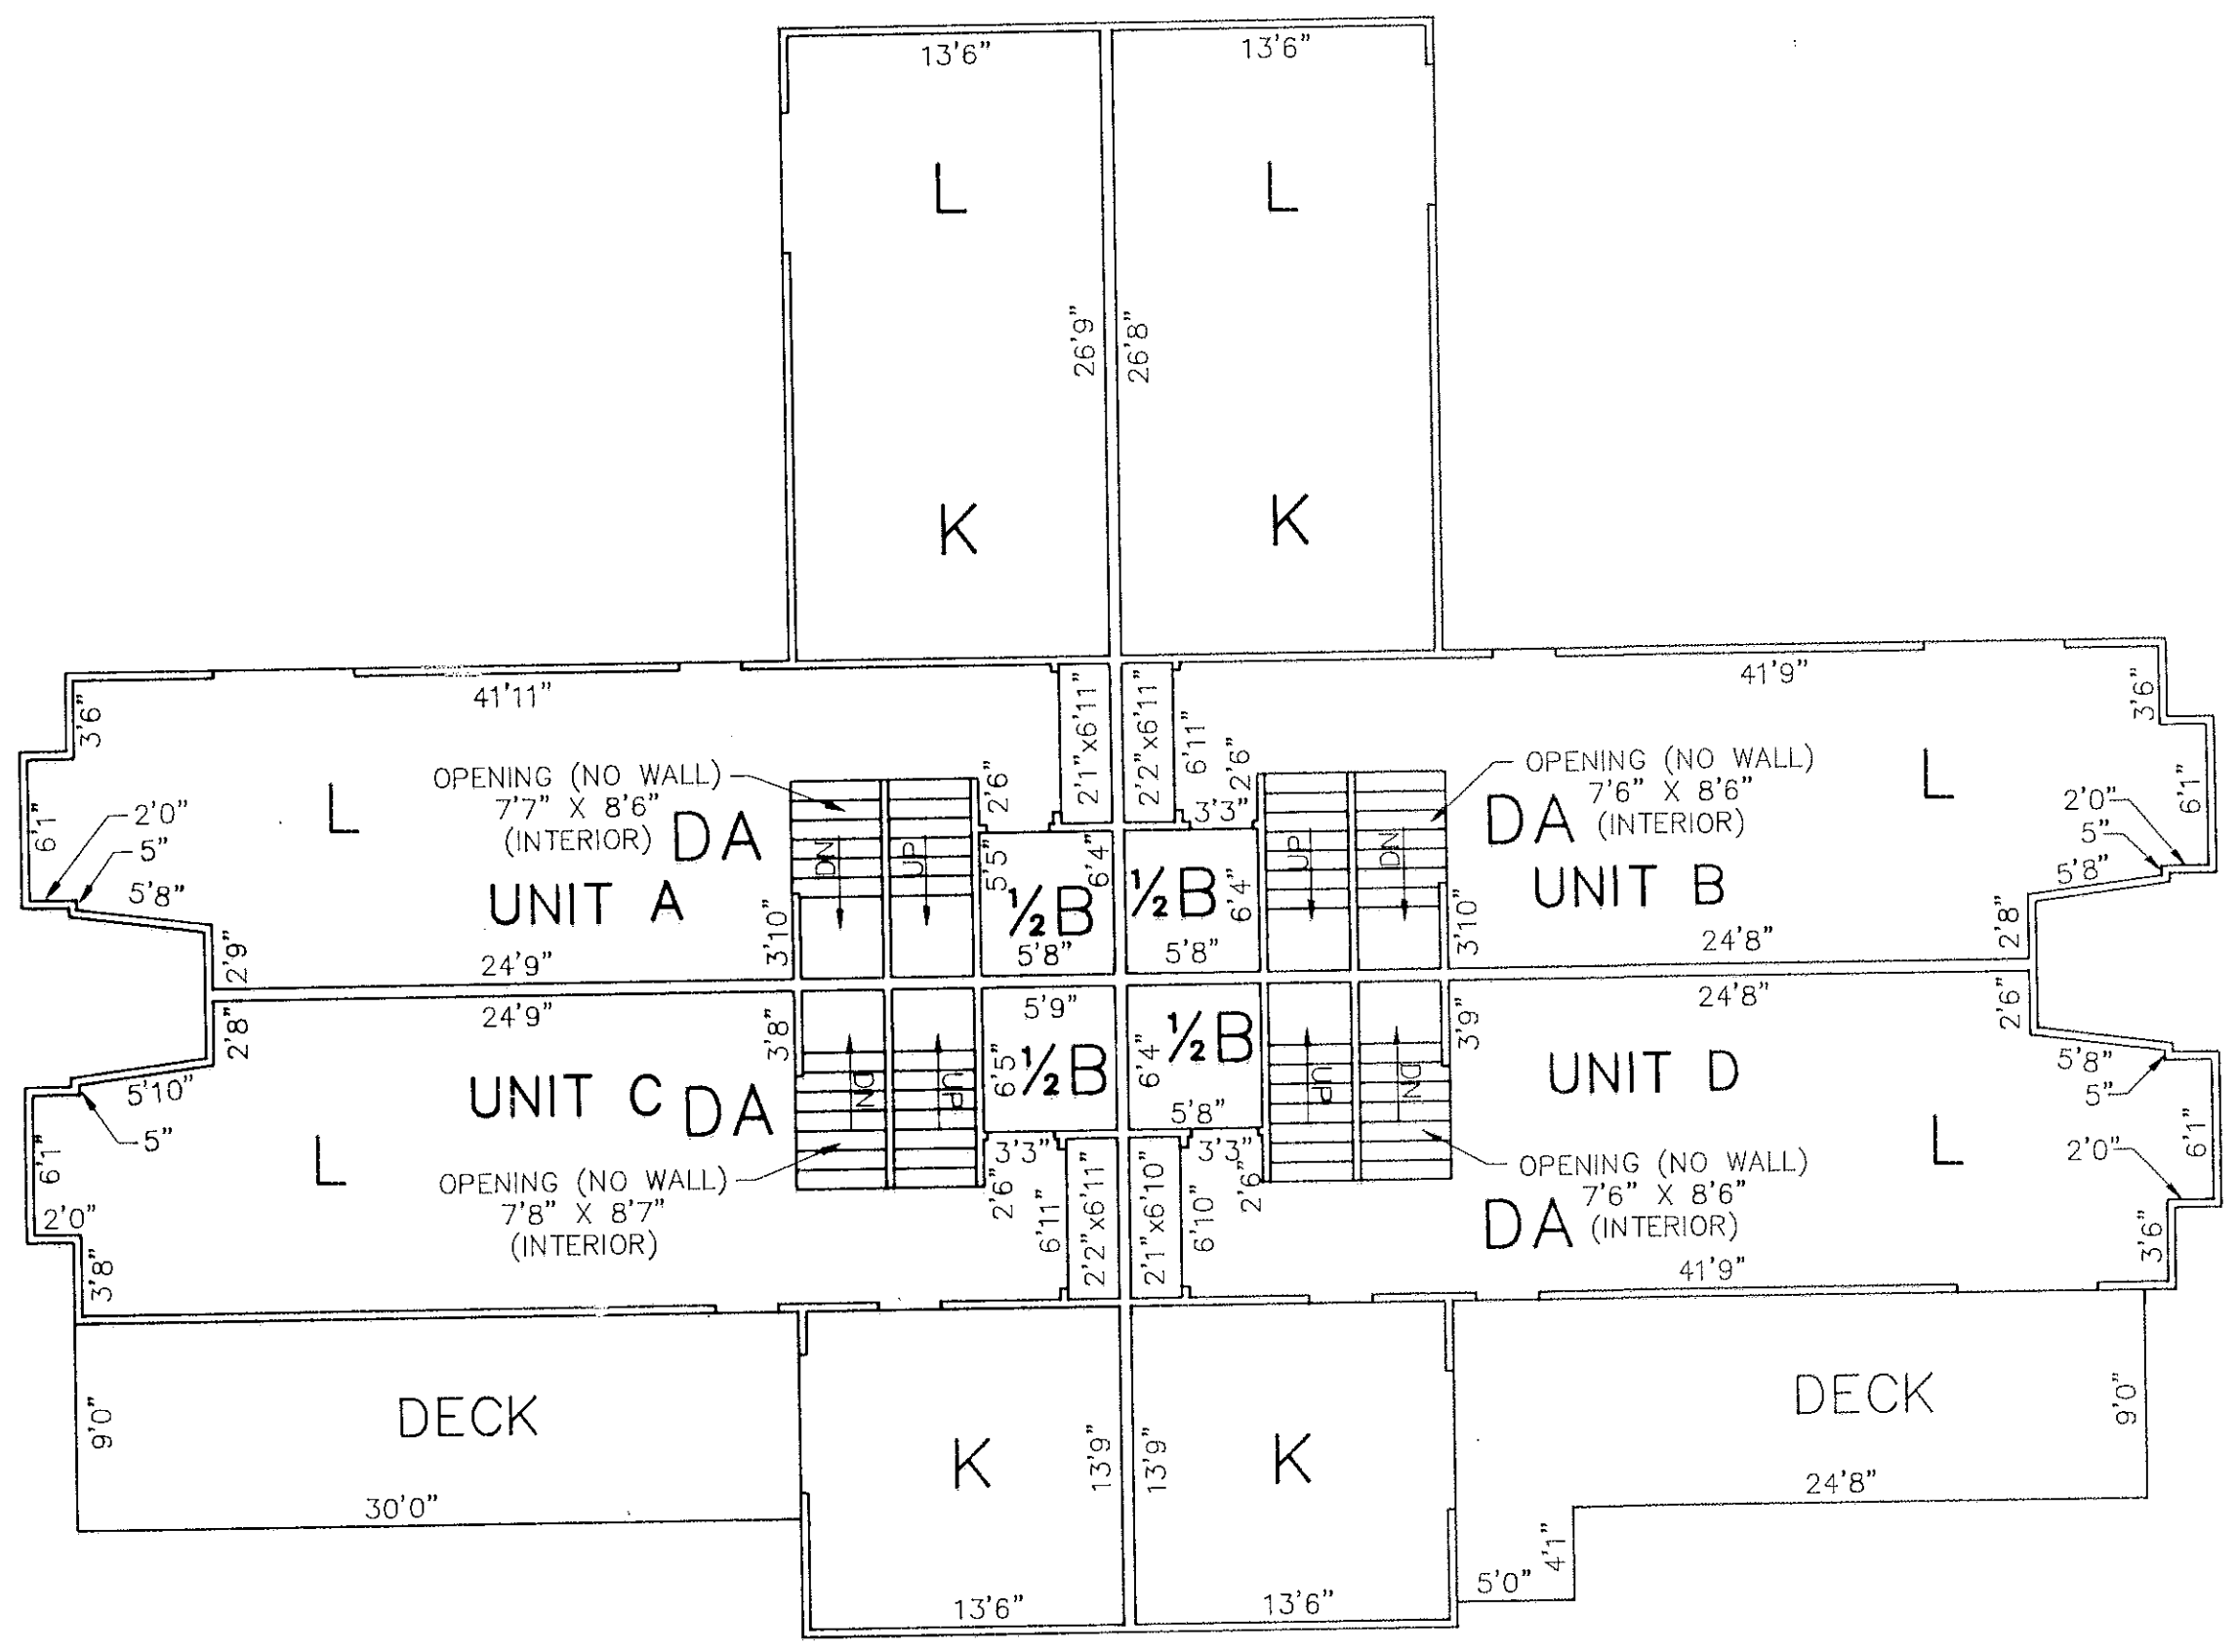 13'6" 13'6"
L L
26'9" 26'8"
K K
41'11" 41'9"
3'6" 2'1"x6'11" 2'2"x6'11" 6'11" 3'6"
OPENING (NO WALL) 2'6" 2'6" OPENING (NO WALL)
7'7" X 8'6" 7'6" X 8'6"
(INTERIOR) (INTERIOR)
L DA 3'3" DA L
6'1" 2'0" 2'0" 6'1"
5" DN UP 5'5" 6'4" UP DN 5"
5'8" 5'8"
UNIT A ½B ½B 6'4" UNIT B
2'9" 3'10" 5'8" 5'8" 3'10" 2'8"
24'9" 24'8"
24'9" 5'9" 24'8"
2'8" 3'8" 3'9" 2'6"
6'5" ½B 6'4" ½B
5'10" UNIT C DA DN UP 5'8" UP DN UNIT D 5'8"
5" 5"
6'1" L 3'3" 3'3" L 6'1"
OPENING (NO WALL) 2'6" 2'6" OPENING (NO WALL) 2'0"
7'8" X 8'7" 7'6" X 8'6"
(INTERIOR) DA (INTERIOR)
2'0" 6'11" 2'2"x6'11" 2'1"x6'10" 6'10"
3'8" 41'9" 3'6"
DECK DECK
9'0" 13'9" 13'9" 9'0"
K K
30'0" 24'8"
4'1"
13'6" 13'6" 5'0"